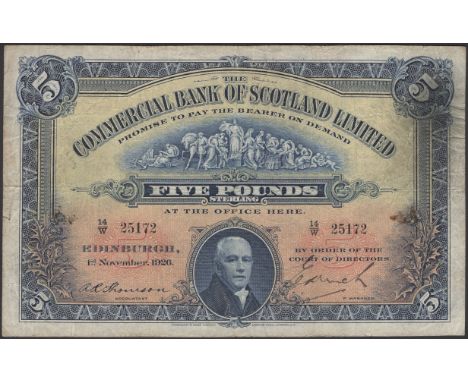 5 5
THE
COMMERCIAL BANK OF SCOTLAND LIMITED
PROMISE TO PAY THE BEARER ON DEMAND
FIVE POUNDS
STERLING
AT THE OFFICE HERE.
14/W 25172 14/W 25172
EDINBURGH, BY ORDER OF THE
1st November, 1926. COURT OF DIRECTORS
ACCOUNTANT
5 5